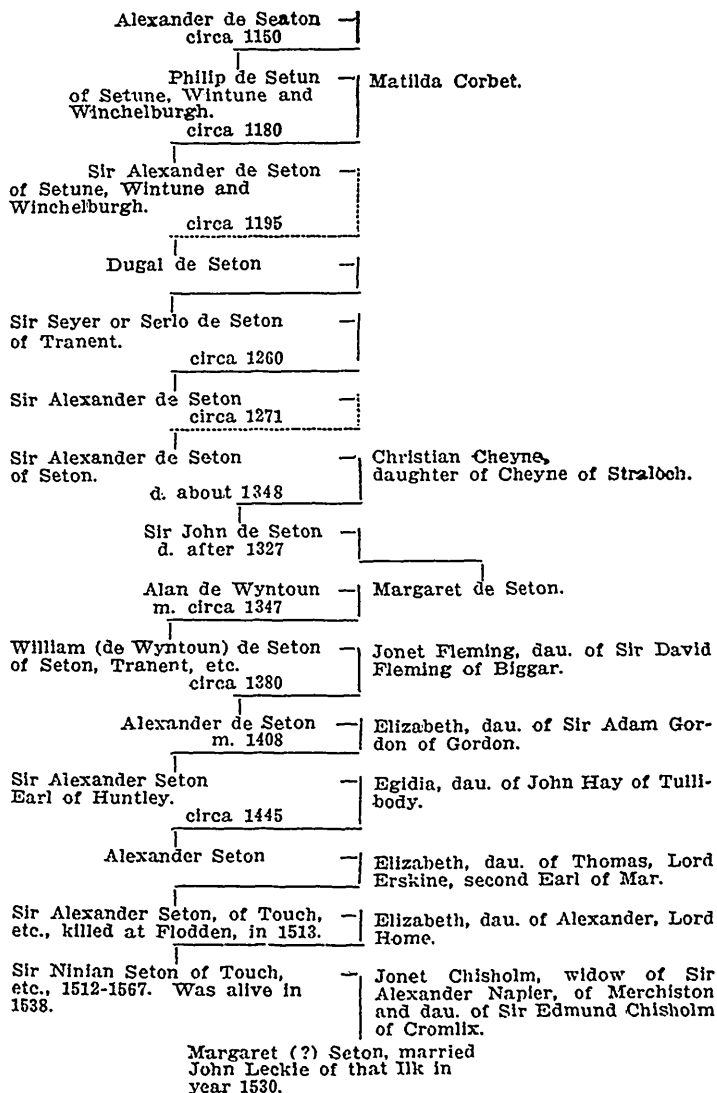 Alexander de Seaton
circa 1150
Philip de Setun
of Setune, Wintune and
Winchelburgh.
circa 1180
Matilda Corbet.
Sir Alexander de Seton
of Setune, Wintune and
Winchelburgh.
circa 1195
Dugal de Seton
Sir Seyer or Serlo de Seton
of Tranent.
circa 1260
Sir Alexander de Seton
circa 1271
Sir Alexander de Seton
of Seton.
d. about 1348
Christian Cheyne,
daughter of Cheyne of Straloch.
Sir John de Seton
d. after 1327
Alan de Wyntoun
m. circa 1347
Margaret de Seton.
William (de Wyntoun) de Seton
of Seton, Tranent, etc.
circa 1380
Jonet Fleming, dau. of Sir David
Fleming of Biggar.
Alexander de Seton
m. 1408
Elizabeth, dau. of Sir Adam Gor-
don of Gordon.
Sir Alexander Seton
Earl of Huntley.
circa 1445
Egidia, dau. of John Hay of Tulli-
body.
Alexander Seton
Elizabeth, dau. of Thomas, Lord
Erskine, second Earl of Mar.
Sir Alexander Seton, of Touch,
etc., killed at Flodden, in 1513.
Elizabeth, dau. of Alexander, Lord
Home.
Sir Ninian Seton of Touch,
etc., 1512-1567. Was alive in
1538.
Jonet Chisholm, widow of Sir
Alexander Napier, of Merchiston
and dau. of Sir Edmund Chisholm
of Cromlix.
Margaret (?) Seton, married
John Leckie of that Ilk in
year 1530.